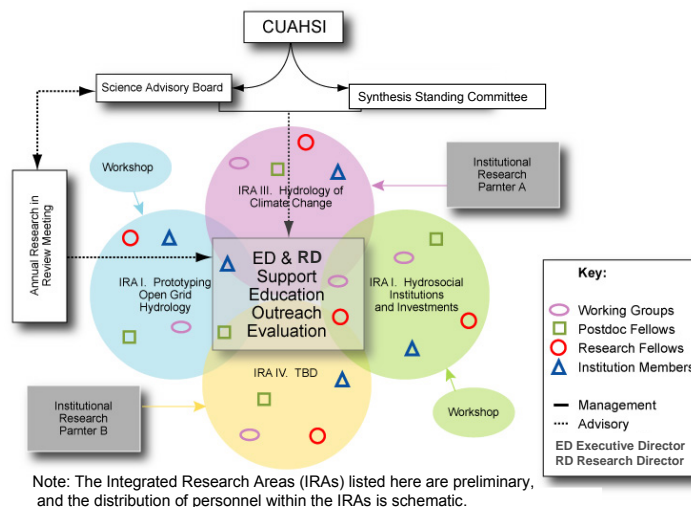 CUAHSI
Science Advisory Board
Synthesis Standing Committee
Workshop
Institutional
Research
Parnter A
IRA III. Hydrology of
Climate Change
Annual Research in
Review Meeting
IRA I. Prototyping
Open Grid
Hydrology
ED & RD
Support
Education
Outreach
Evaluation
IRA I. Hydrosocial
Institutions
and Investments
IRA IV. TBD
Institutional
Research
Parnter B
Workshop
Key:
Working Groups
Postdoc Fellows
Research Fellows
Institution Members
Management
Advisory
ED Executive Director
RD Research Director
Note: The Integrated Research Areas (IRAs) listed here are preliminary,
and the distribution of personnel within the IRAs is schematic.